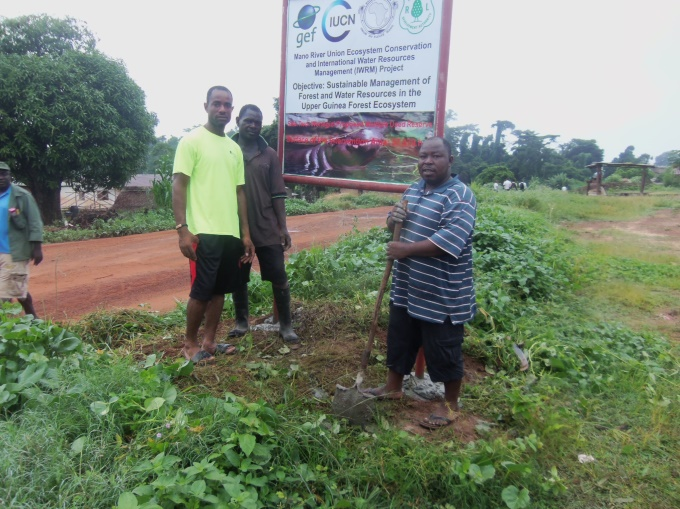 gef
IUCN
R L
Mano River Union Ecosystem Conservation
and International Water Resources
Management (IWRM) Project
Objective: Sustainable Management of
Forest and Water Resources in the
Upper Guinea Forest Ecosystem